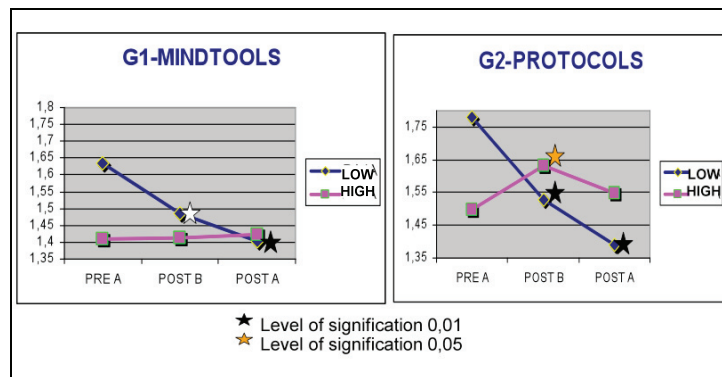 G1-MINDTOOLS
1,8
1,75
1,7
1,65
1,6
1,55
1,5
1,45
1,4
1,35
PRE A POST B POST A
LOW
HIGH
G2-PROTOCOLS
1,75
1,65
1,55
1,45
1,35
PRE A POST B POST A
LOW
HIGH
Level of signification 0,01
Level of signification 0,05